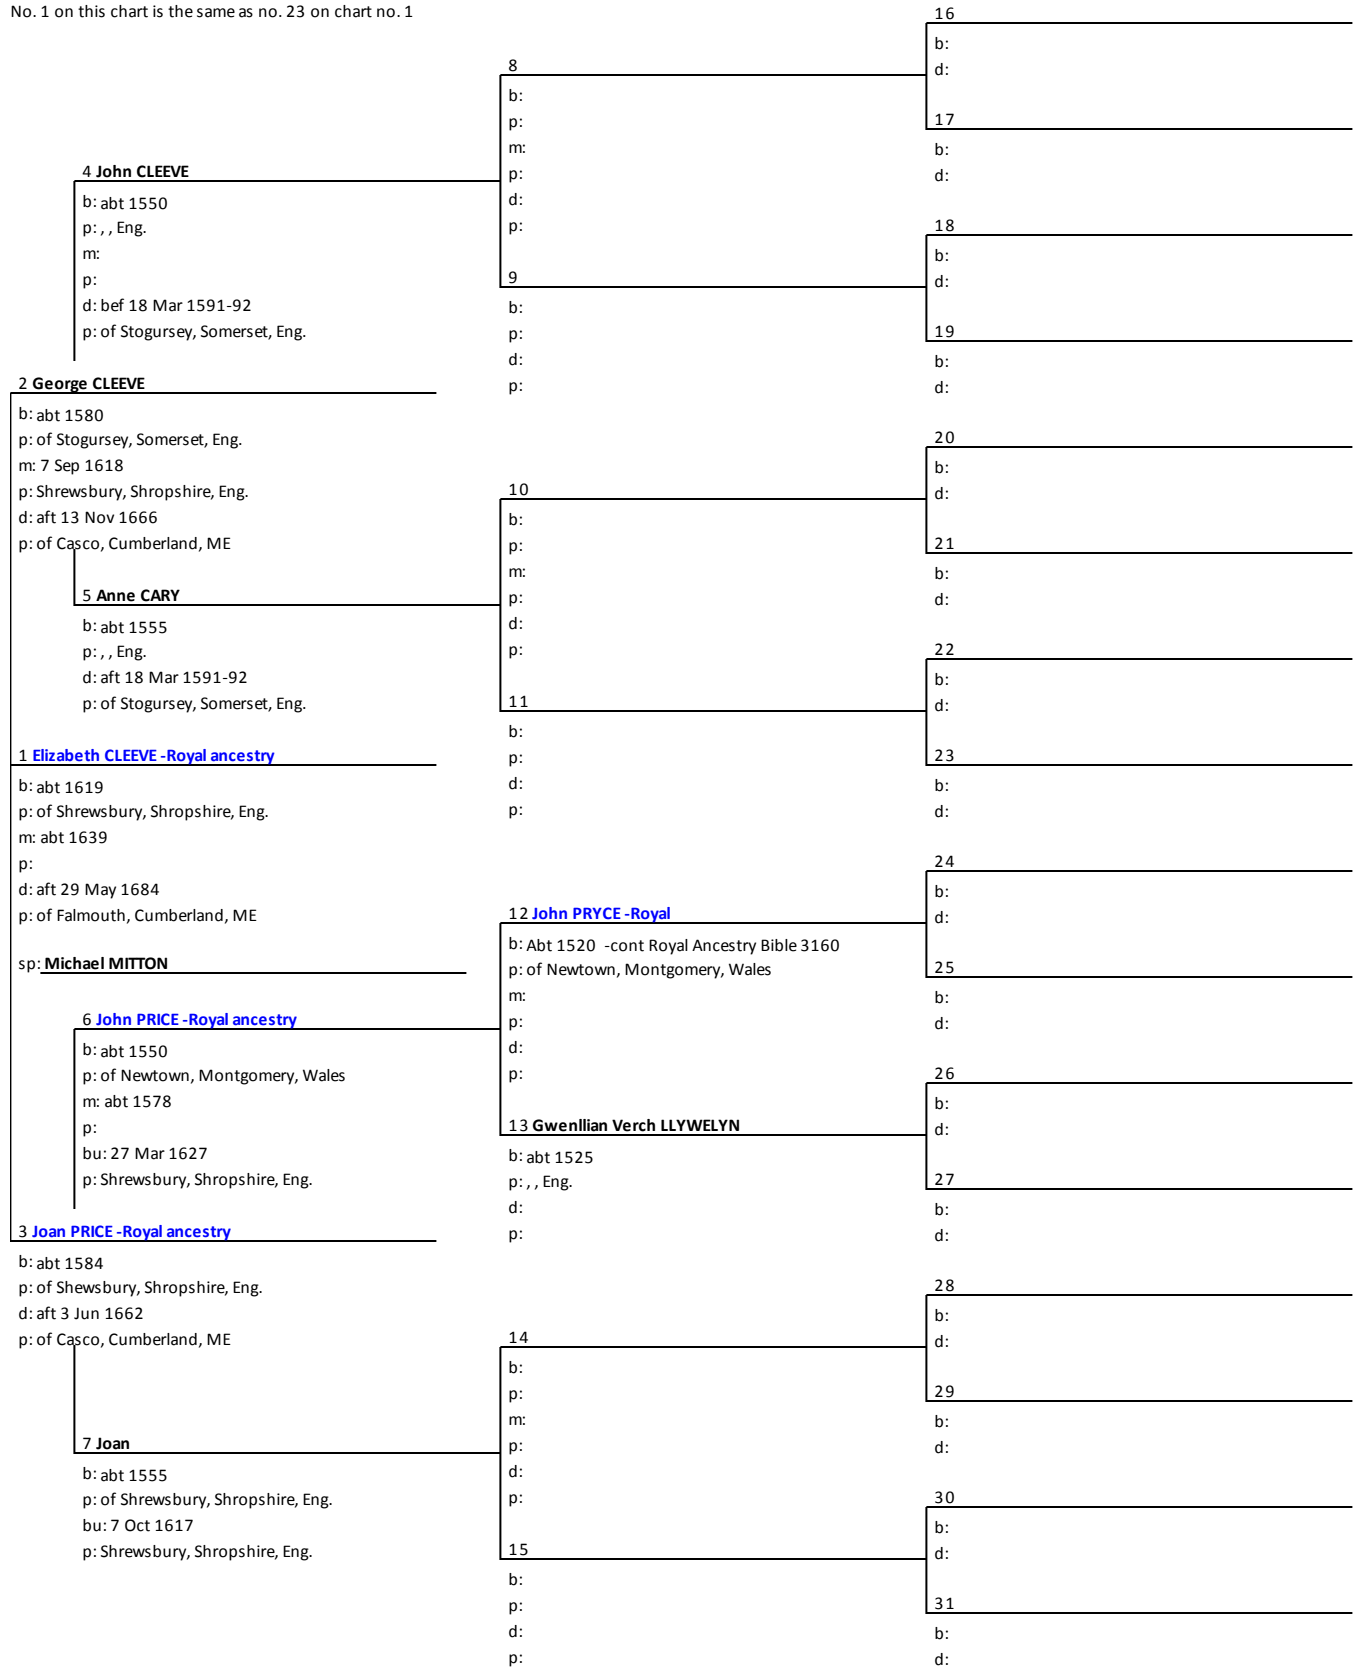 No. 1 on this chart is the same as no. 23 on chart no. 1
4 John CLEEVE
b: abt 1550
p: , , Eng.
m:
p:
d: bef 18 Mar 1591-92
p: of Stogursey, Somerset, Eng.
2 George CLEEVE
b: abt 1580
p: of Stogursey, Somerset, Eng.
m: 7 Sep 1618
p: Shrewsbury, Shropshire, Eng.
d: aft 13 Nov 1666
p: of Casco, Cumberland, ME
5 Anne CARY
b: abt 1555
p: , , Eng.
d: aft 18 Mar 1591-92
p: of Stogursey, Somerset, Eng.
1 Elizabeth CLEEVE -Royal ancestry
b: abt 1619
p: of Shrewsbury, Shropshire, Eng.
m: abt 1639
p:
d: aft 29 May 1684
p: of Falmouth, Cumberland, ME
sp: Michael MITTON
6 John PRICE -Royal ancestry
b: abt 1550
p: of Newtown, Montgomery, Wales
m: abt 1578
p:
bu: 27 Mar 1627
p: Shrewsbury, Shropshire, Eng.
3 Joan PRICE -Royal ancestry
b: abt 1584
p: of Shewsbury, Shropshire, Eng.
d: aft 3 Jun 1662
p: of Casco, Cumberland, ME
7 Joan
b: abt 1555
p: of Shrewsbury, Shropshire, Eng.
bu: 7 Oct 1617
p: Shrewsbury, Shropshire, Eng.
8
b:
p:
m:
p:
d:
p:
9
b:
p:
d:
p:
10
b:
p:
m:
p:
d:
p:
11
b:
p:
d:
p:
12 John PRYCE -Royal
b: Abt 1520 -cont Royal Ancestry Bible 3160
p: of Newtown, Montgomery, Wales
m:
p:
d:
p:
13 Gwenllian Verch LLYWELYN
b: abt 1525
p: , , Eng.
d:
p:
14
b:
p:
m:
p:
d:
p:
15
b:
p:
d:
p:
16
b:
d:
17
b:
d:
18
b:
d:
19
b:
d:
20
b:
d:
21
b:
d:
22
b:
d:
23
b:
d:
24
b:
d:
25
b:
d:
26
b:
d:
27
b:
d:
28
b:
d:
29
b:
d:
30
b:
d:
31
b:
d: